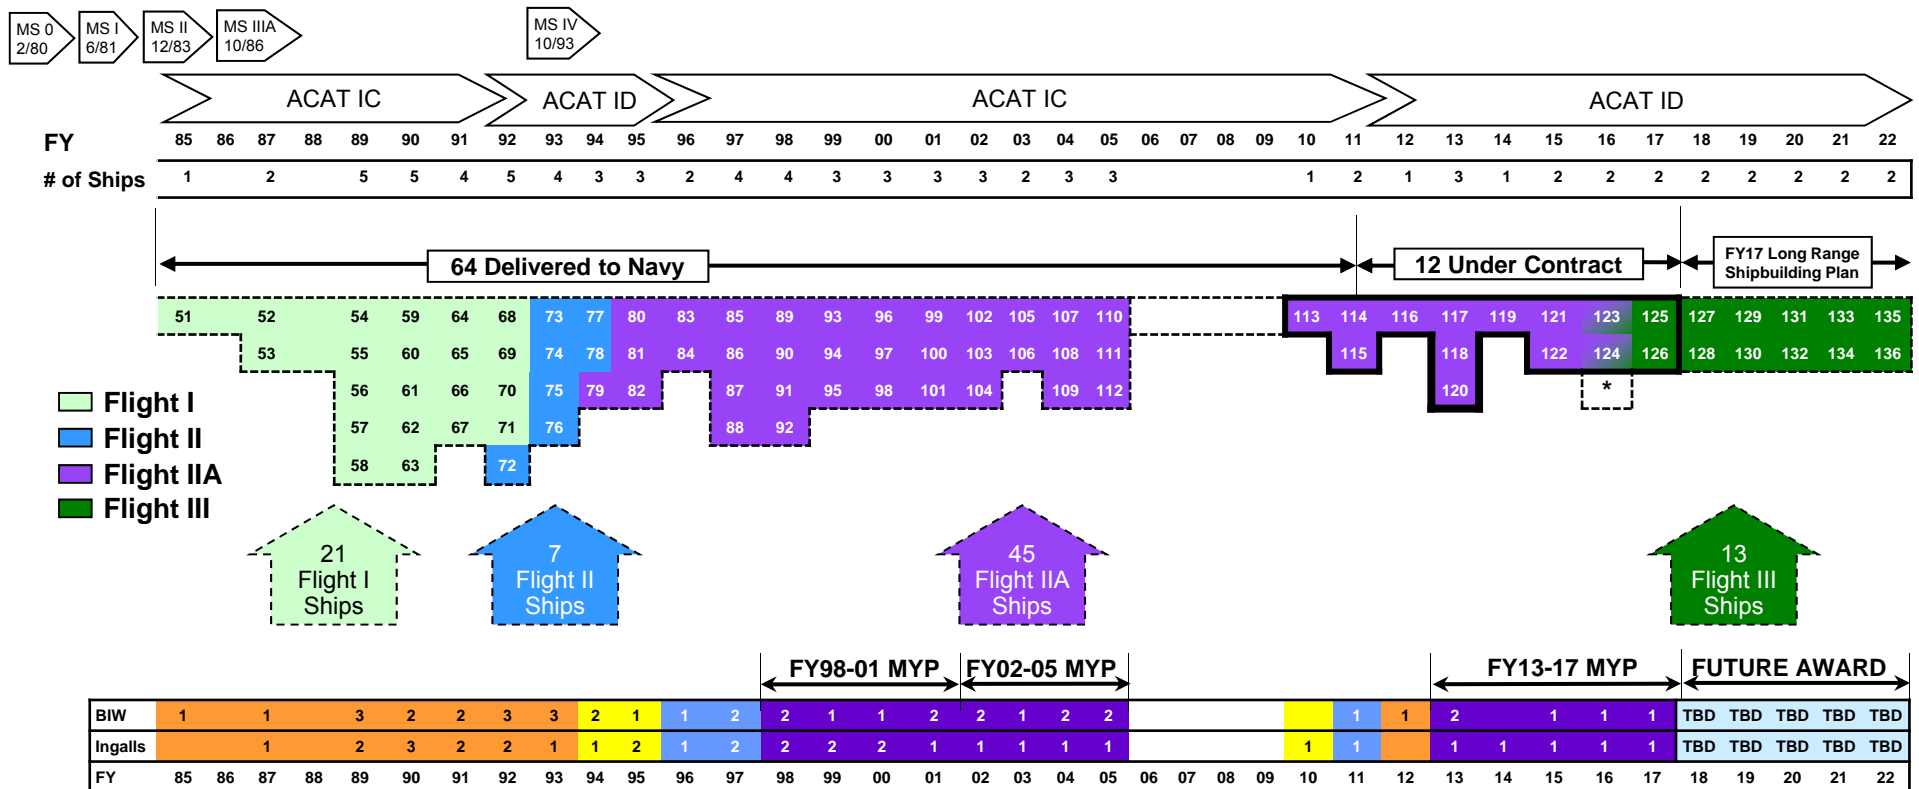 MS 0 MS I MS II MS IIIA MS IV
2/80 6/81 12/83 10/86 10/93
ACAT IC ACAT ID ACAT IC ACAT ID
FY 85 86 87 88 89 90 91 92 93 94 95 96 97 98 99 00 01 02 03 04 05 06 07 08 09 10 11 12 13 14 15 16 17 18 19 20 21 22
# of Ships 1 2 5 5 4 5 4 3 3 2 4 4 3 3 3 3 2 3 3 1 2 1 3 1 2 2 2 2 2 2 2 2
64 Delivered to Navy 12 Under Contract FY17 Long Range
Shipbuilding Plan
51 52 54 59 64 68 73 77 80 83 85 89 93 96 99 102 105 107 110 113 114 116 117 119 121 123 125 127 129 131 133 135
53 55 60 65 69 74 78 81 84 86 90 94 97 100 103 106 108 111 115 118 122 124 126 128 130 132 134 136
56 61 66 70 75 79 82 87 91 95 98 101 104 109 112 120 *
57 62 67 71 76 88 92
58 63 72
Flight I
Flight II
Flight IIA
Flight III
21
Flight I
Ships
7
Flight II
Ships
45
Flight IIA
Ships
13
Flight III
Ships
FY98-01 MYP FY02-05 MYP FY13-17 MYP FUTURE AWARD
BIW 1 1 3 2 2 3 3 2 1 1 2 2 1 1 2 2 1 2 2 1 1 2 1 1 1 TBD TBD TBD TBD TBD
Ingalls 1 2 3 2 2 1 1 2 1 2 2 2 2 1 1 1 1 1 1 1 1 1 1 1 1 TBD TBD TBD TBD TBD
FY 85 86 87 88 89 90 91 92 93 94 95 96 97 98 99 00 01 02 03 04 05 06 07 08 09 10 11 12 13 14 15 16 17 18 19 20 21 22